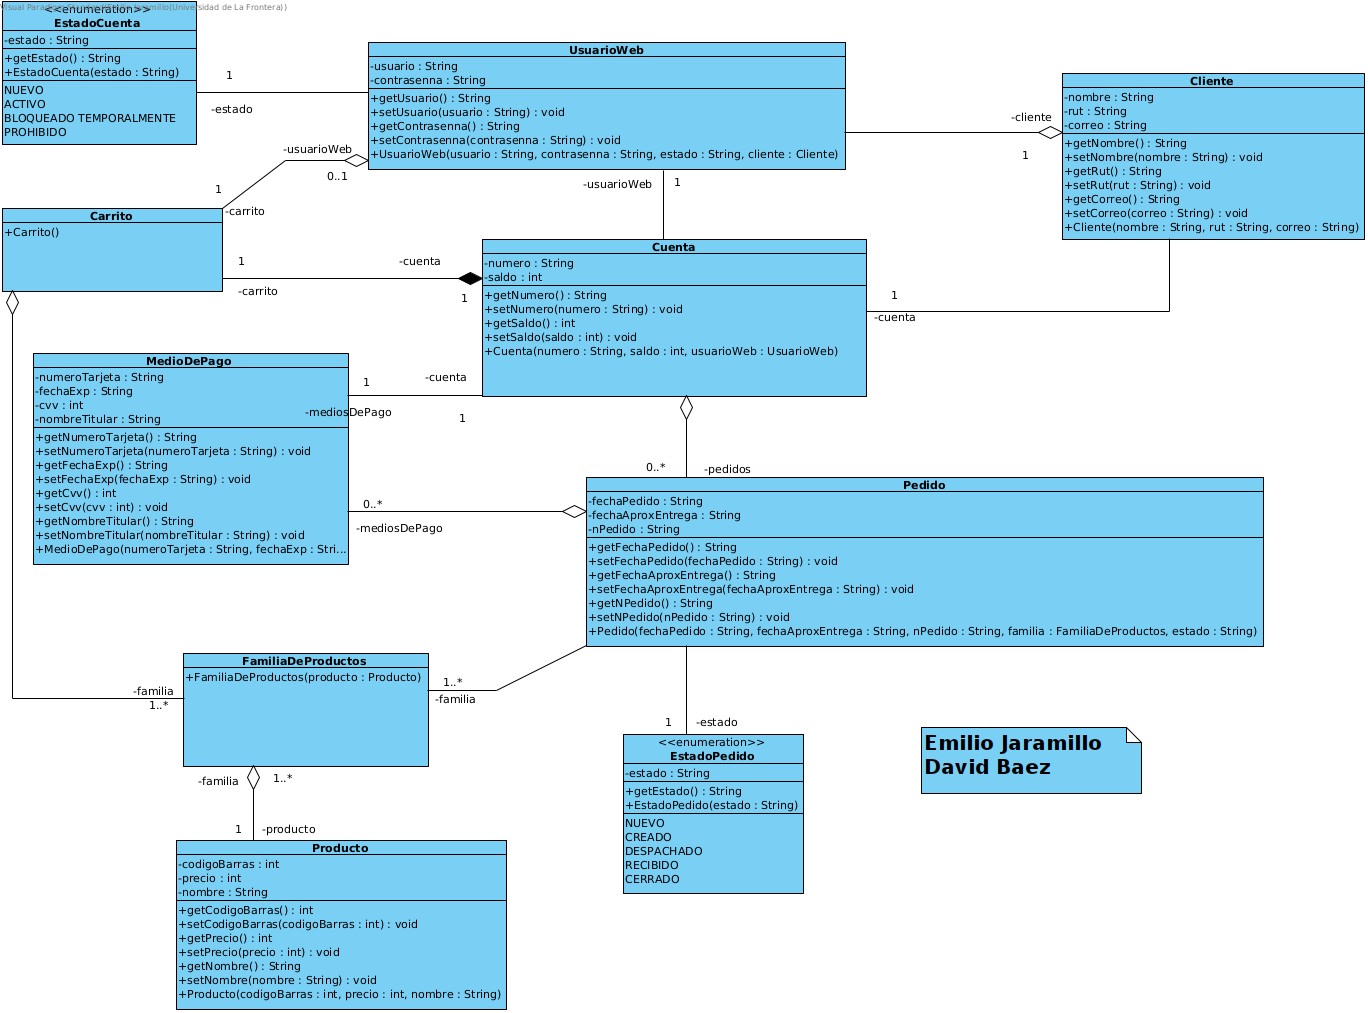 <<enumeration>>
EstadoCuenta
-estado : String
+getEstado() : String
+EstadoCuenta(estado : String)
NUEVO
ACTIVO
BLOQUEADO TEMPORALMENTE
PROHIBIDO
1
-estado
UsuarioWeb
-usuario : String
-contrasenna : String
+getUsuario() : String
+setUsuario(usuario : String) : void
+getContrasenna() : String
+setContrasenna(contrasenna : String) : void
+UsuarioWeb(usuario : String, contrasenna : String, estado : String, cliente : Cliente)
-cliente
1
Cliente
-nombre : String
-rut : String
-correo : String
+getNombre() : String
+setNombre(nombre : String) : void
+getRut() : String
+setRut(rut : String) : void
+getCorreo() : String
+setCorreo(correo : String) : void
+Cliente(nombre : String, rut : String, correo : String)
-usuarioWeb
0..1
1
-carrito
-usuarioWeb
1
Carrito
+Carrito()
1
-cuenta
-carrito
1
Cuenta
-numero : String
-saldo : int
+getNumero() : String
+setNumero(numero : String) : void
+getSaldo() : int
+setSaldo(saldo : int) : void
+Cuenta(numero : String, saldo : int, usuarioWeb : UsuarioWeb)
1
-cuenta
MedioDePago
-numeroTarjeta : String
-fechaExp : String
-cvv : int
-nombreTitular : String
+getNumeroTarjeta() : String
+setNumeroTarjeta(numeroTarjeta : String) : void
+getFechaExp() : String
+setFechaExp(fechaExp : String) : void
+getCvv() : int
+setCvv(cvv : int) : void
+getNombreTitular() : String
+setNombreTitular(nombreTitular : String) : void
+MedioDePago(numeroTarjeta : String, fechaExp : Stri...
1
-cuenta
-mediosDePago
1
0..*
-pedidos
0..*
-mediosDePago
Pedido
-fechaPedido : String
-fechaAproxEntrega : String
-nPedido : String
+getFechaPedido() : String
+setFechaPedido(fechaPedido : String) : void
+getFechaAproxEntrega() : String
+setFechaAproxEntrega(fechaAproxEntrega : String) : void
+getNPedido() : String
+setNPedido(nPedido : String) : void
+Pedido(fechaPedido : String, fechaAproxEntrega : String, nPedido : String, familia : FamiliaDeProductos, estado : String)
-familia
1..*
FamiliaDeProductos
+FamiliaDeProductos(producto : Producto)
1..*
-familia
1
-estado
<<enumeration>>
EstadoPedido
-estado : String
+getEstado() : String
+EstadoPedido(estado : String)
NUEVO
CREADO
DESPACHADO
RECIBIDO
CERRADO
Emilio Jaramillo
David Baez
-familia
1..*
1
-producto
Producto
-codigoBarras : int
-precio : int
-nombre : String
+getCodigoBarras() : int
+setCodigoBarras(codigoBarras : int) : void
+getPrecio() : int
+setPrecio(precio : int) : void
+getNombre() : String
+setNombre(nombre : String) : void
+Producto(codigoBarras : int, precio : int, nombre : String)